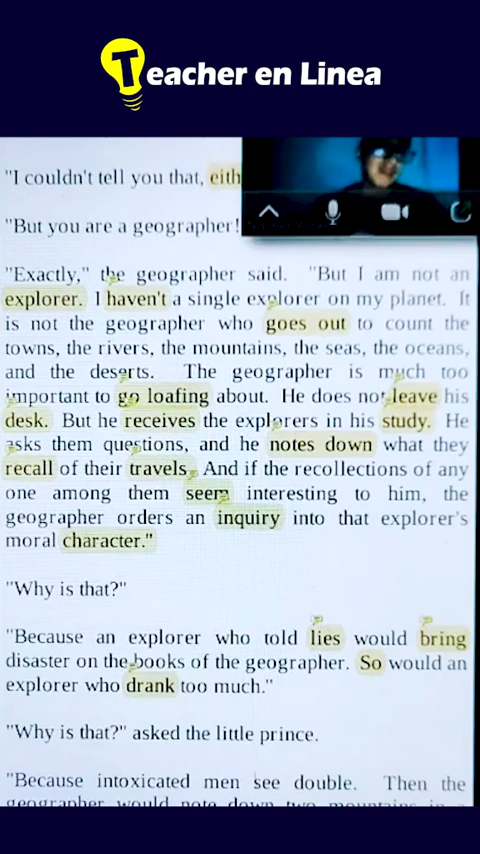 Teacher en Linea
"I couldn't tell you that, eith
"But you are a geographer!
"Exactly," the geographer said. "But I am not an
explorer. I haven't a single explorer on my planet. It
is not the geographer who goes out to count the
towns, the rivers, the mountains, the seas, the oceans,
and the deserts. The geographer is much too
important to go loafing about. He does not leave his
desk. But he receives the explorers in his study. He
asks them questions, and he notes down what they
recall of their travels. And if the recollections of any
one among them seem interesting to him, the
geographer orders an inquiry into that explorer's
moral character."
"Why is that?"
"Because an explorer who told lies would bring
disaster on the books of the geographer. So would an
explorer who drank too much."
"Why is that?" asked the little prince.
"Because intoxicated men see double. Then the
geographer would note down two mountains in a